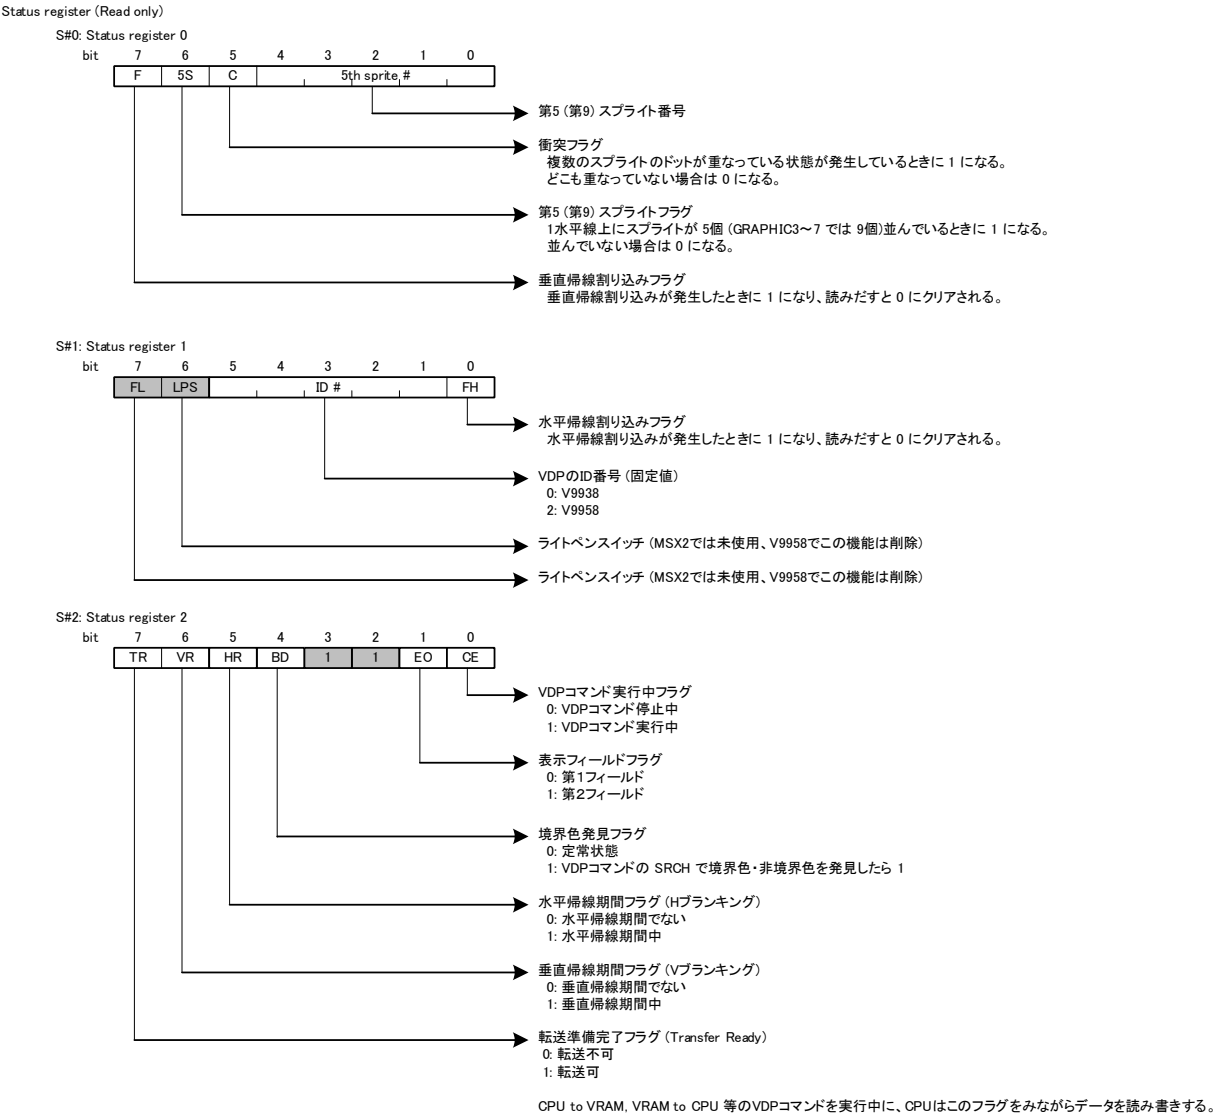 Status register (Read only)
S#0: Status register 0
bit 7 6 5 4 3 2 1 0
F 5S C 5th sprite #
第5 (第9) スプライト番号
衝突フラグ
複数のスプライトのドットが重なっている状態が発生しているときに 1 になる。
どこも重なっていない場合は 0 になる。
第5 (第9) スプライトフラグ
1水平線上にスプライトが 5個 (GRAPHIC3～7 では 9個)並んでいるときに 1 になる。
並んでいない場合は 0 になる。
垂直帰線割り込みフラグ
垂直帰線割り込みが発生したときに 1 になり、読みだすと 0 にクリアされる。
S#1: Status register 1
bit 7 6 5 4 3 2 1 0
FL LPS ID # FH
水平帰線割り込みフラグ
水平帰線割り込みが発生したときに 1 になり、読みだすと 0 にクリアされる。
VDPのID番号 (固定値)
0: V9938
2: V9958
ライトペンスイッチ (MSX2では未使用、V9958でこの機能は削除)
ライトペンスイッチ (MSX2では未使用、V9958でこの機能は削除)
S#2: Status register 2
bit 7 6 5 4 3 2 1 0
TR VR HR BD 1 1 EO CE
VDPコマンド実行中フラグ
0: VDPコマンド停止中
1: VDPコマンド実行中
表示フィールドフラグ
0: 第1フィールド
1: 第2フィールド
境界色発見フラグ
0: 定常状態
1: VDPコマンドの SRCH で境界色・非境界色を発見したら 1
水平帰線期間フラグ (Hブランキング)
0: 水平帰線期間でない
1: 水平帰線期間中
垂直帰線期間フラグ (Vブランキング)
0: 垂直帰線期間でない
1: 垂直帰線期間中
転送準備完了フラグ (Transfer Ready)
0: 転送不可
1: 転送可
CPU to VRAM, VRAM to CPU 等のVDPコマンドを実行中に、CPUはこのフラグをみながらデータを読み書きする。